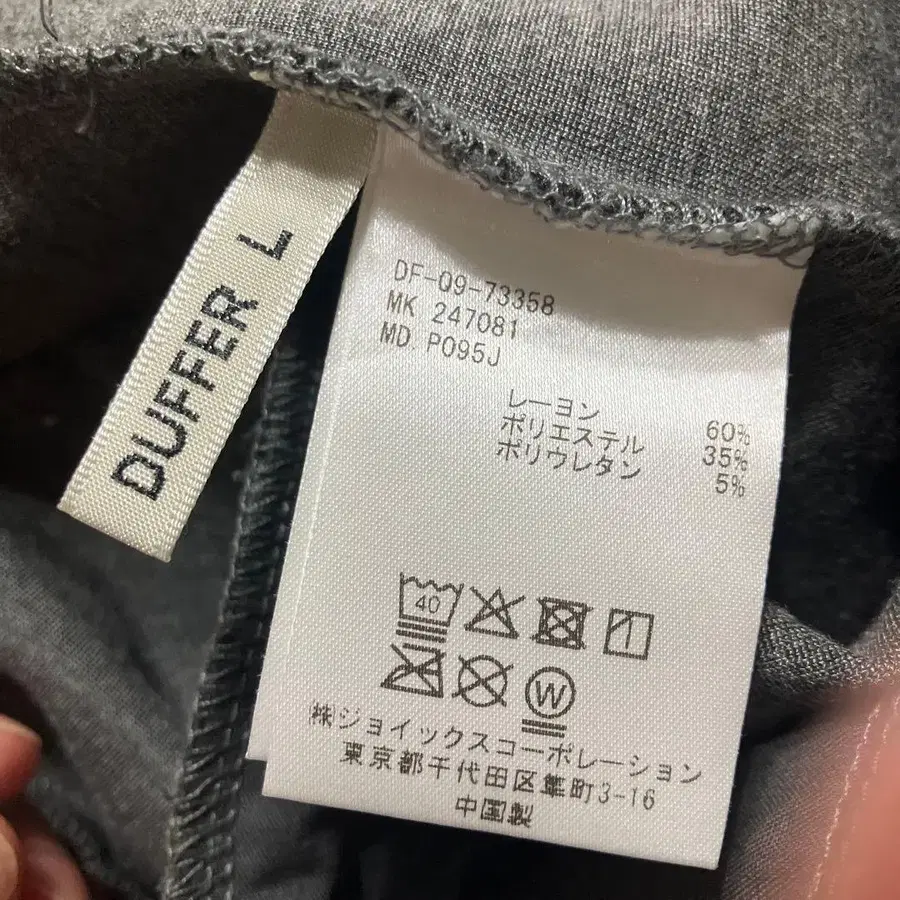 DUFFER L
DF-09-73358
MK 247081
MD P095J
レーヨン 60%
ポリエステル 35%
ポリウレタン 5%
40
W
㈱ジョイックスコーポレーション
東京都千代田区隼町3-16
中国製